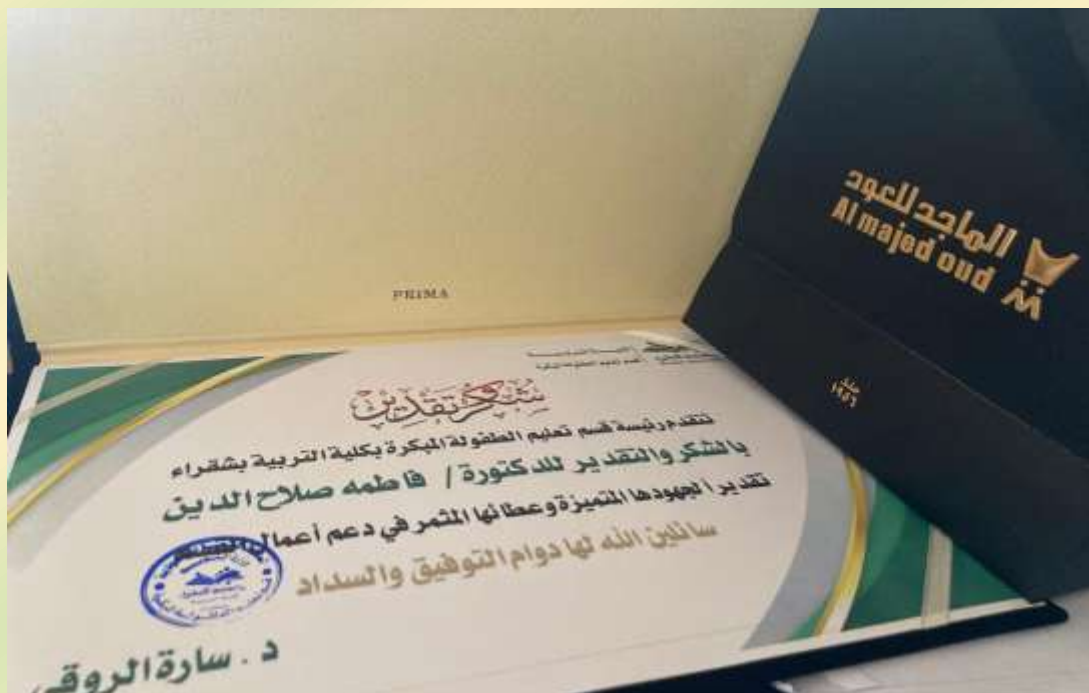 الماجد للعود
Al majed oud
منذ
١٩٥٦
PRIMA
شكر وتقدير
تتقدم رئيسة قسم تعليم الطفولة المبكرة بكلية التربية بشقراء
بالشكر والتقدير للدكتورة / فاطمه صلاح الدين
تقديرا لجهودها المتميزة وعطائها المثمر في دعم أعمال
سائلين الله لها دوام التوفيق والسداد
د. سارة الروقي